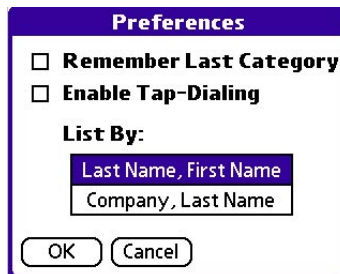 Preferences
Remember Last Category
Enable Tap-Dialing
List By:
Last Name, First Name
Company, Last Name
OK Cancel